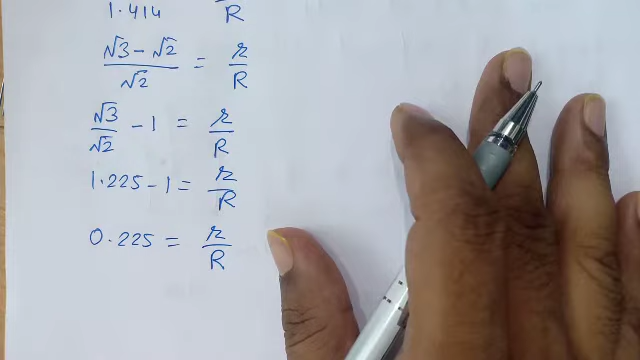 1.414 R
√3 - √2 / √2 = r / R
√3 / √2 - 1 = r / R
1.225 - 1 = r / R
0.225 = r / R